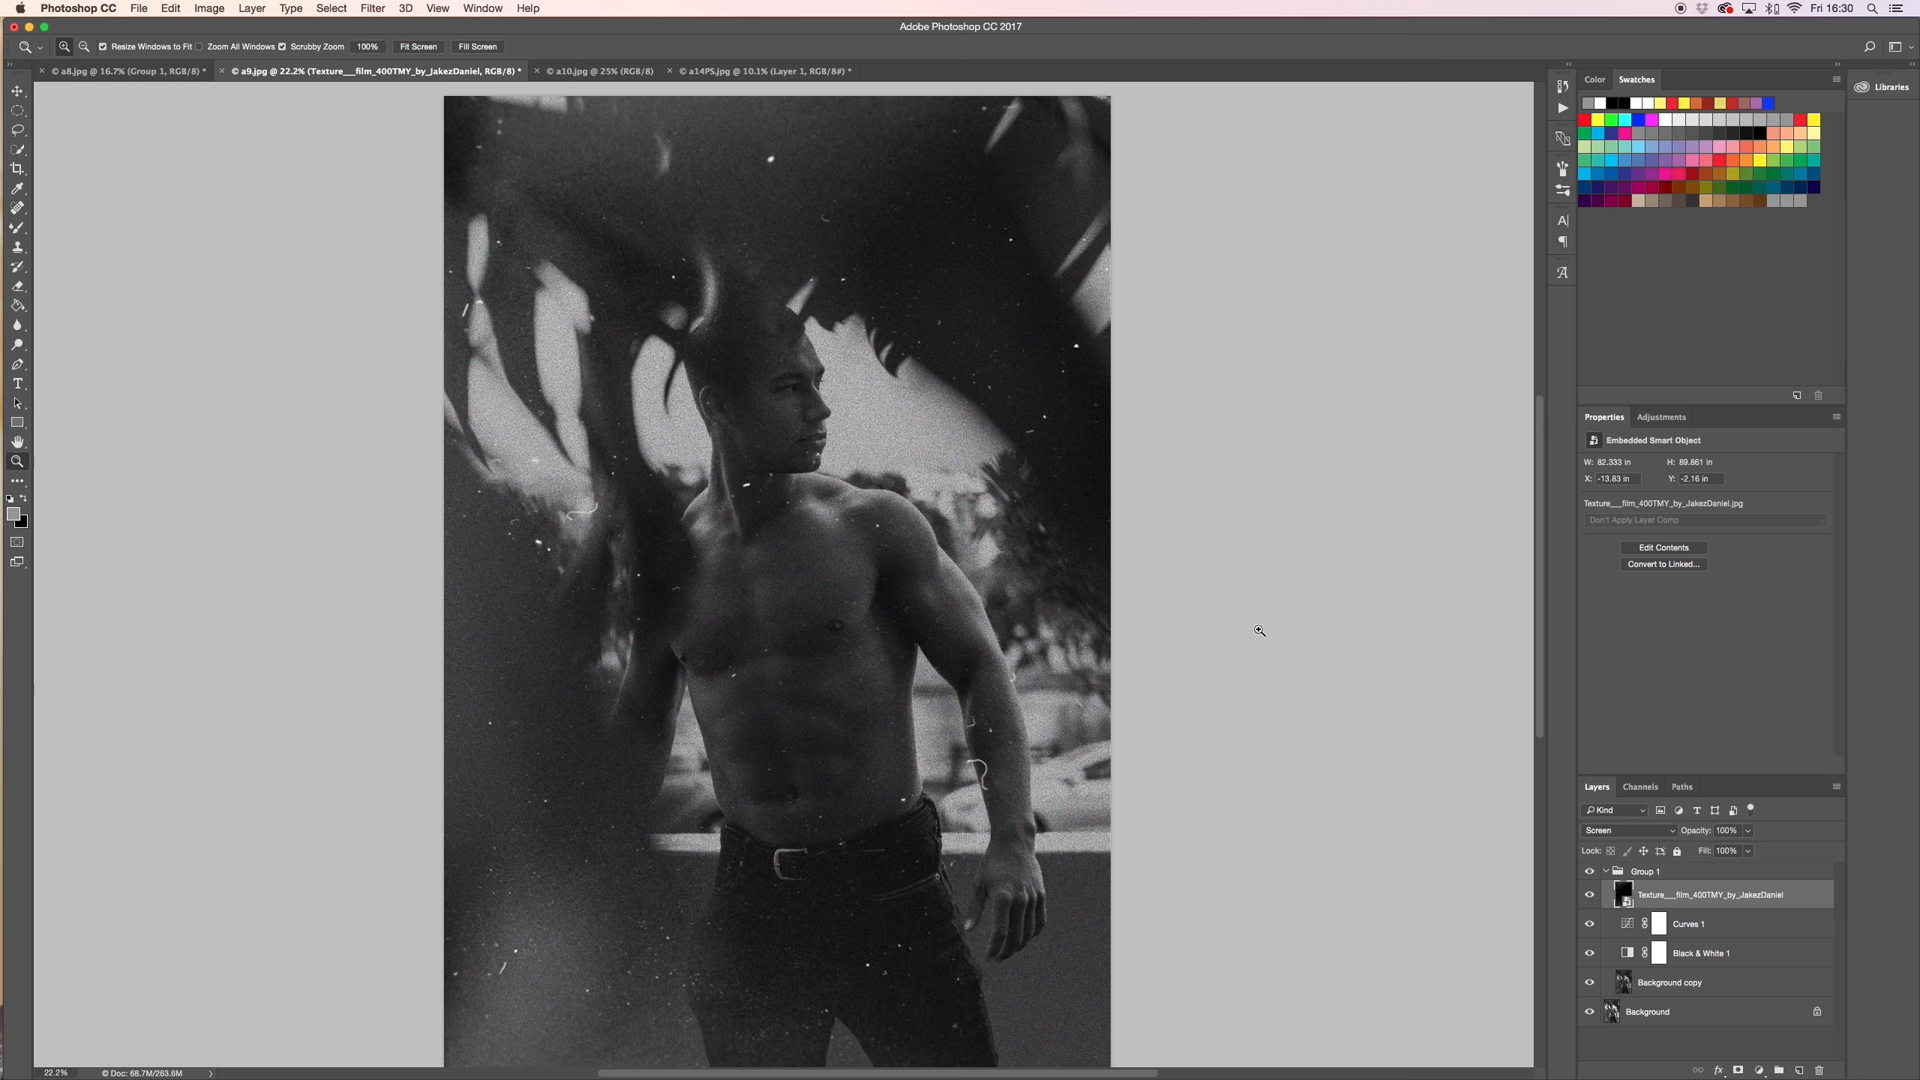 Photoshop CC File Edit Image Layer Type Select Filter 3D View Window Help Fri 16:30
Adobe Photoshop CC 2017
Resize Windows to Fit Zoom All Windows Scrubby Zoom 100% Fit Screen Fill Screen
© a8.jpg @ 16.7% (Group 1, RGB/8) * © a9.jpg @ 22.2% (Texture___film_400TMY_by_JakezDaniel, RGB/8) * © a10.jpg @ 25% (RGB/8) © a14PS.jpg @ 10.1% (Layer 1, RGB/8#) *
Color Swatches
Libraries
Properties Adjustments
Embedded Smart Object
W: 82.333 in H: 89.861 in
X: -13.83 in Y: -2.16 in
Texture___film_400TMY_by_JakezDaniel.jpg
Don't Apply Layer Comp
Edit Contents
Convert to Linked...
Layers Channels Paths
Kind
Screen Opacity: 100%
Lock: Fill: 100%
Group 1
Texture___film_400TMY_by_JakezDaniel
Curves 1
Black & White 1
Background copy
Background
22.2% © Doc: 68.7M/263.6M